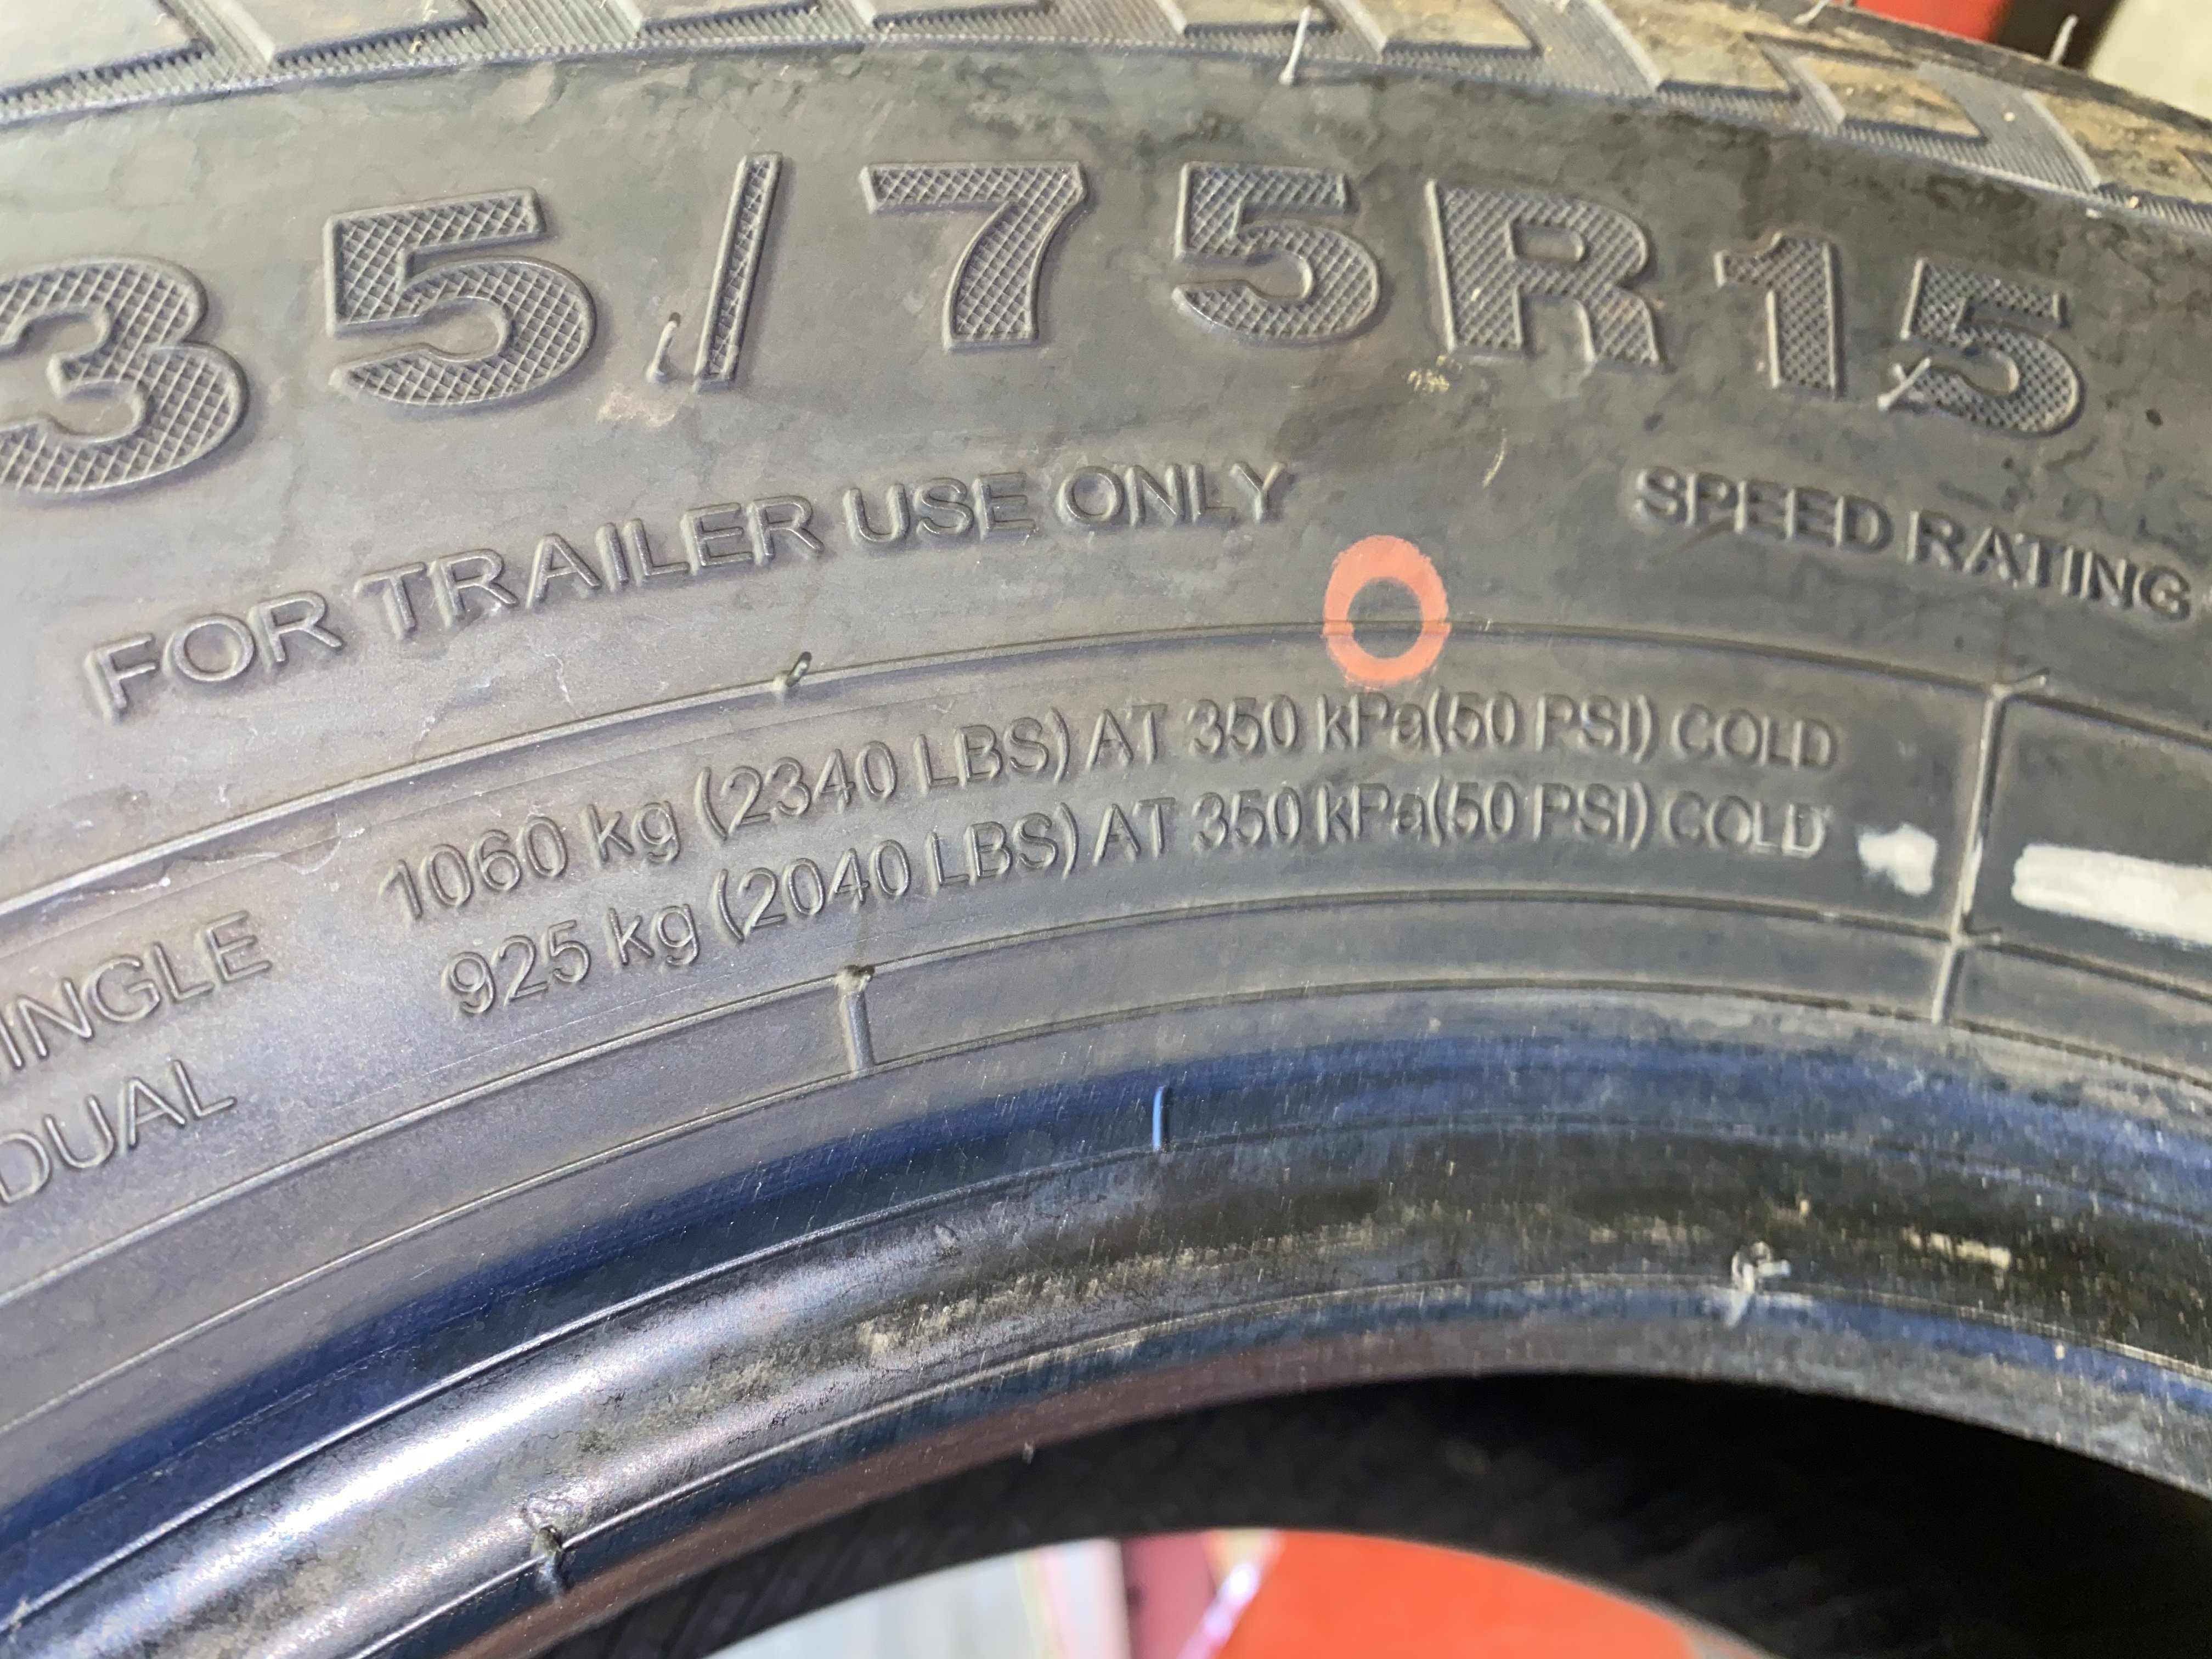 35/75R15
FOR TRAILER USE ONLY
SPEED RATING
INGLE 1060 kg (2340 LBS) AT 350 kPa(50 PSI) COLD
DUAL 925 kg (2040 LBS) AT 350 kPa(50 PSI) COLD